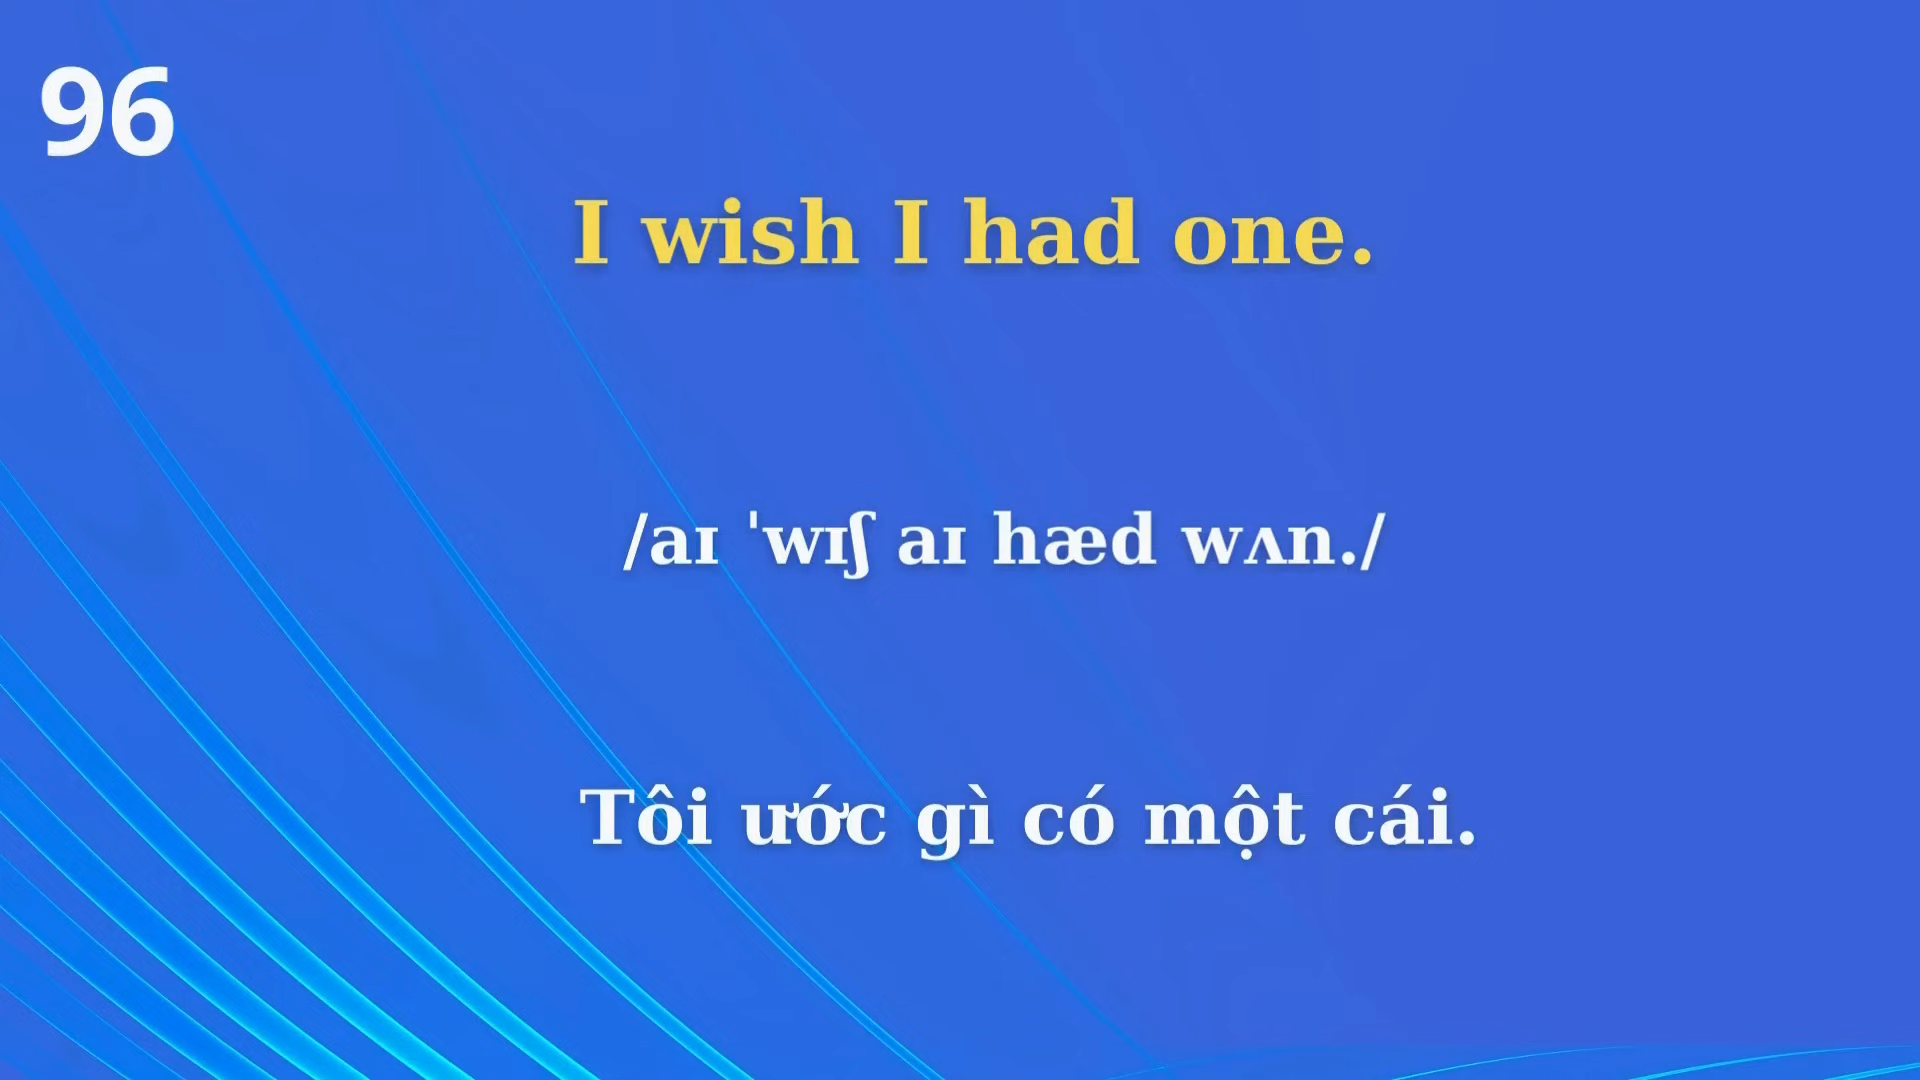 96
I wish I had one.
/aɪ ˈwɪʃ aɪ hæd wʌn./
Tôi ước gì có một cái.